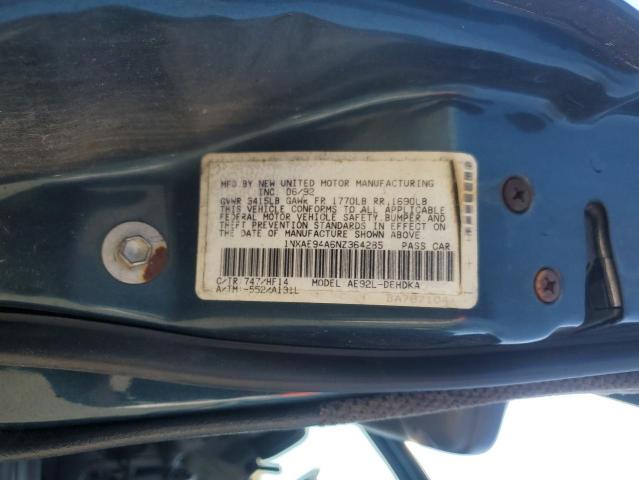 MFD.BY NEW UNITED MOTOR MANUFACTURING
INC. 06/92
GVWR 3415LB GAWR FR 1770LB RR 1690LB
THIS VEHICLE CONFORMS TO ALL APPLICABLE
FEDERAL MOTOR VEHICLE SAFETY,BUMPER,AND
THEFT PREVENTION STANDARDS IN EFFECT ON
THE DATE OF MANUFACTURE SHOWN ABOVE
1NXAE94A6NZ364285 PASS CAR
C/TR 747/HF14 MODEL AE92L-DEHDKA
A/TM -552/A131L